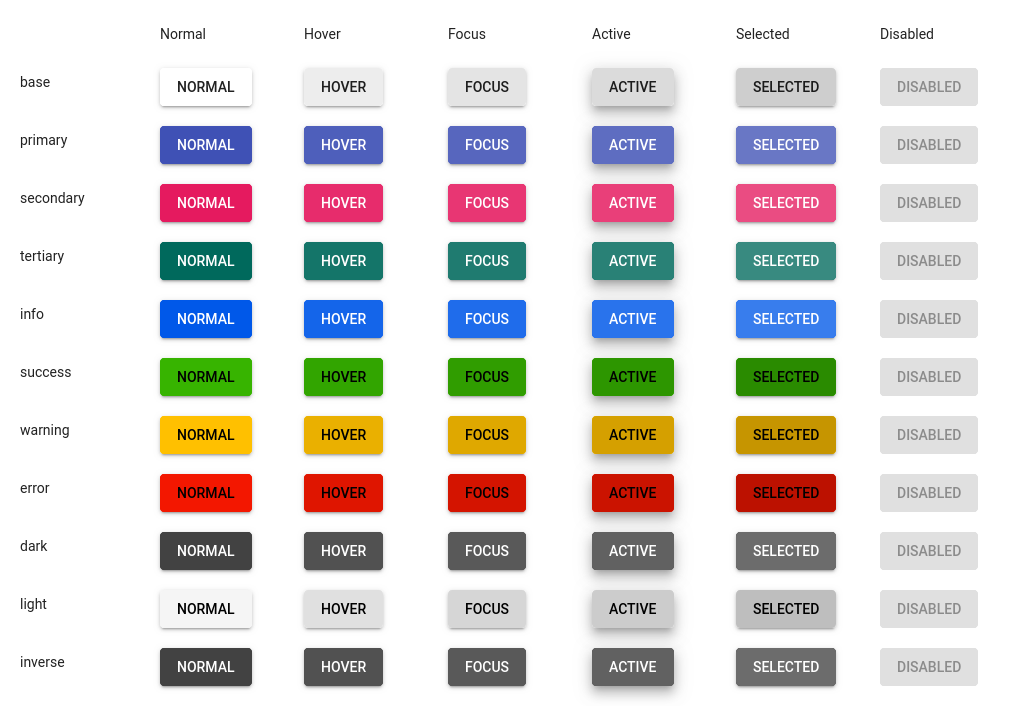 Normal Hover Focus Active Selected Disabled
base NORMAL HOVER FOCUS ACTIVE SELECTED DISABLED
primary NORMAL HOVER FOCUS ACTIVE SELECTED DISABLED
secondary NORMAL HOVER FOCUS ACTIVE SELECTED DISABLED
tertiary NORMAL HOVER FOCUS ACTIVE SELECTED DISABLED
info NORMAL HOVER FOCUS ACTIVE SELECTED DISABLED
success NORMAL HOVER FOCUS ACTIVE SELECTED DISABLED
warning NORMAL HOVER FOCUS ACTIVE SELECTED DISABLED
error NORMAL HOVER FOCUS ACTIVE SELECTED DISABLED
dark NORMAL HOVER FOCUS ACTIVE SELECTED DISABLED
light NORMAL HOVER FOCUS ACTIVE SELECTED DISABLED
inverse NORMAL HOVER FOCUS ACTIVE SELECTED DISABLED